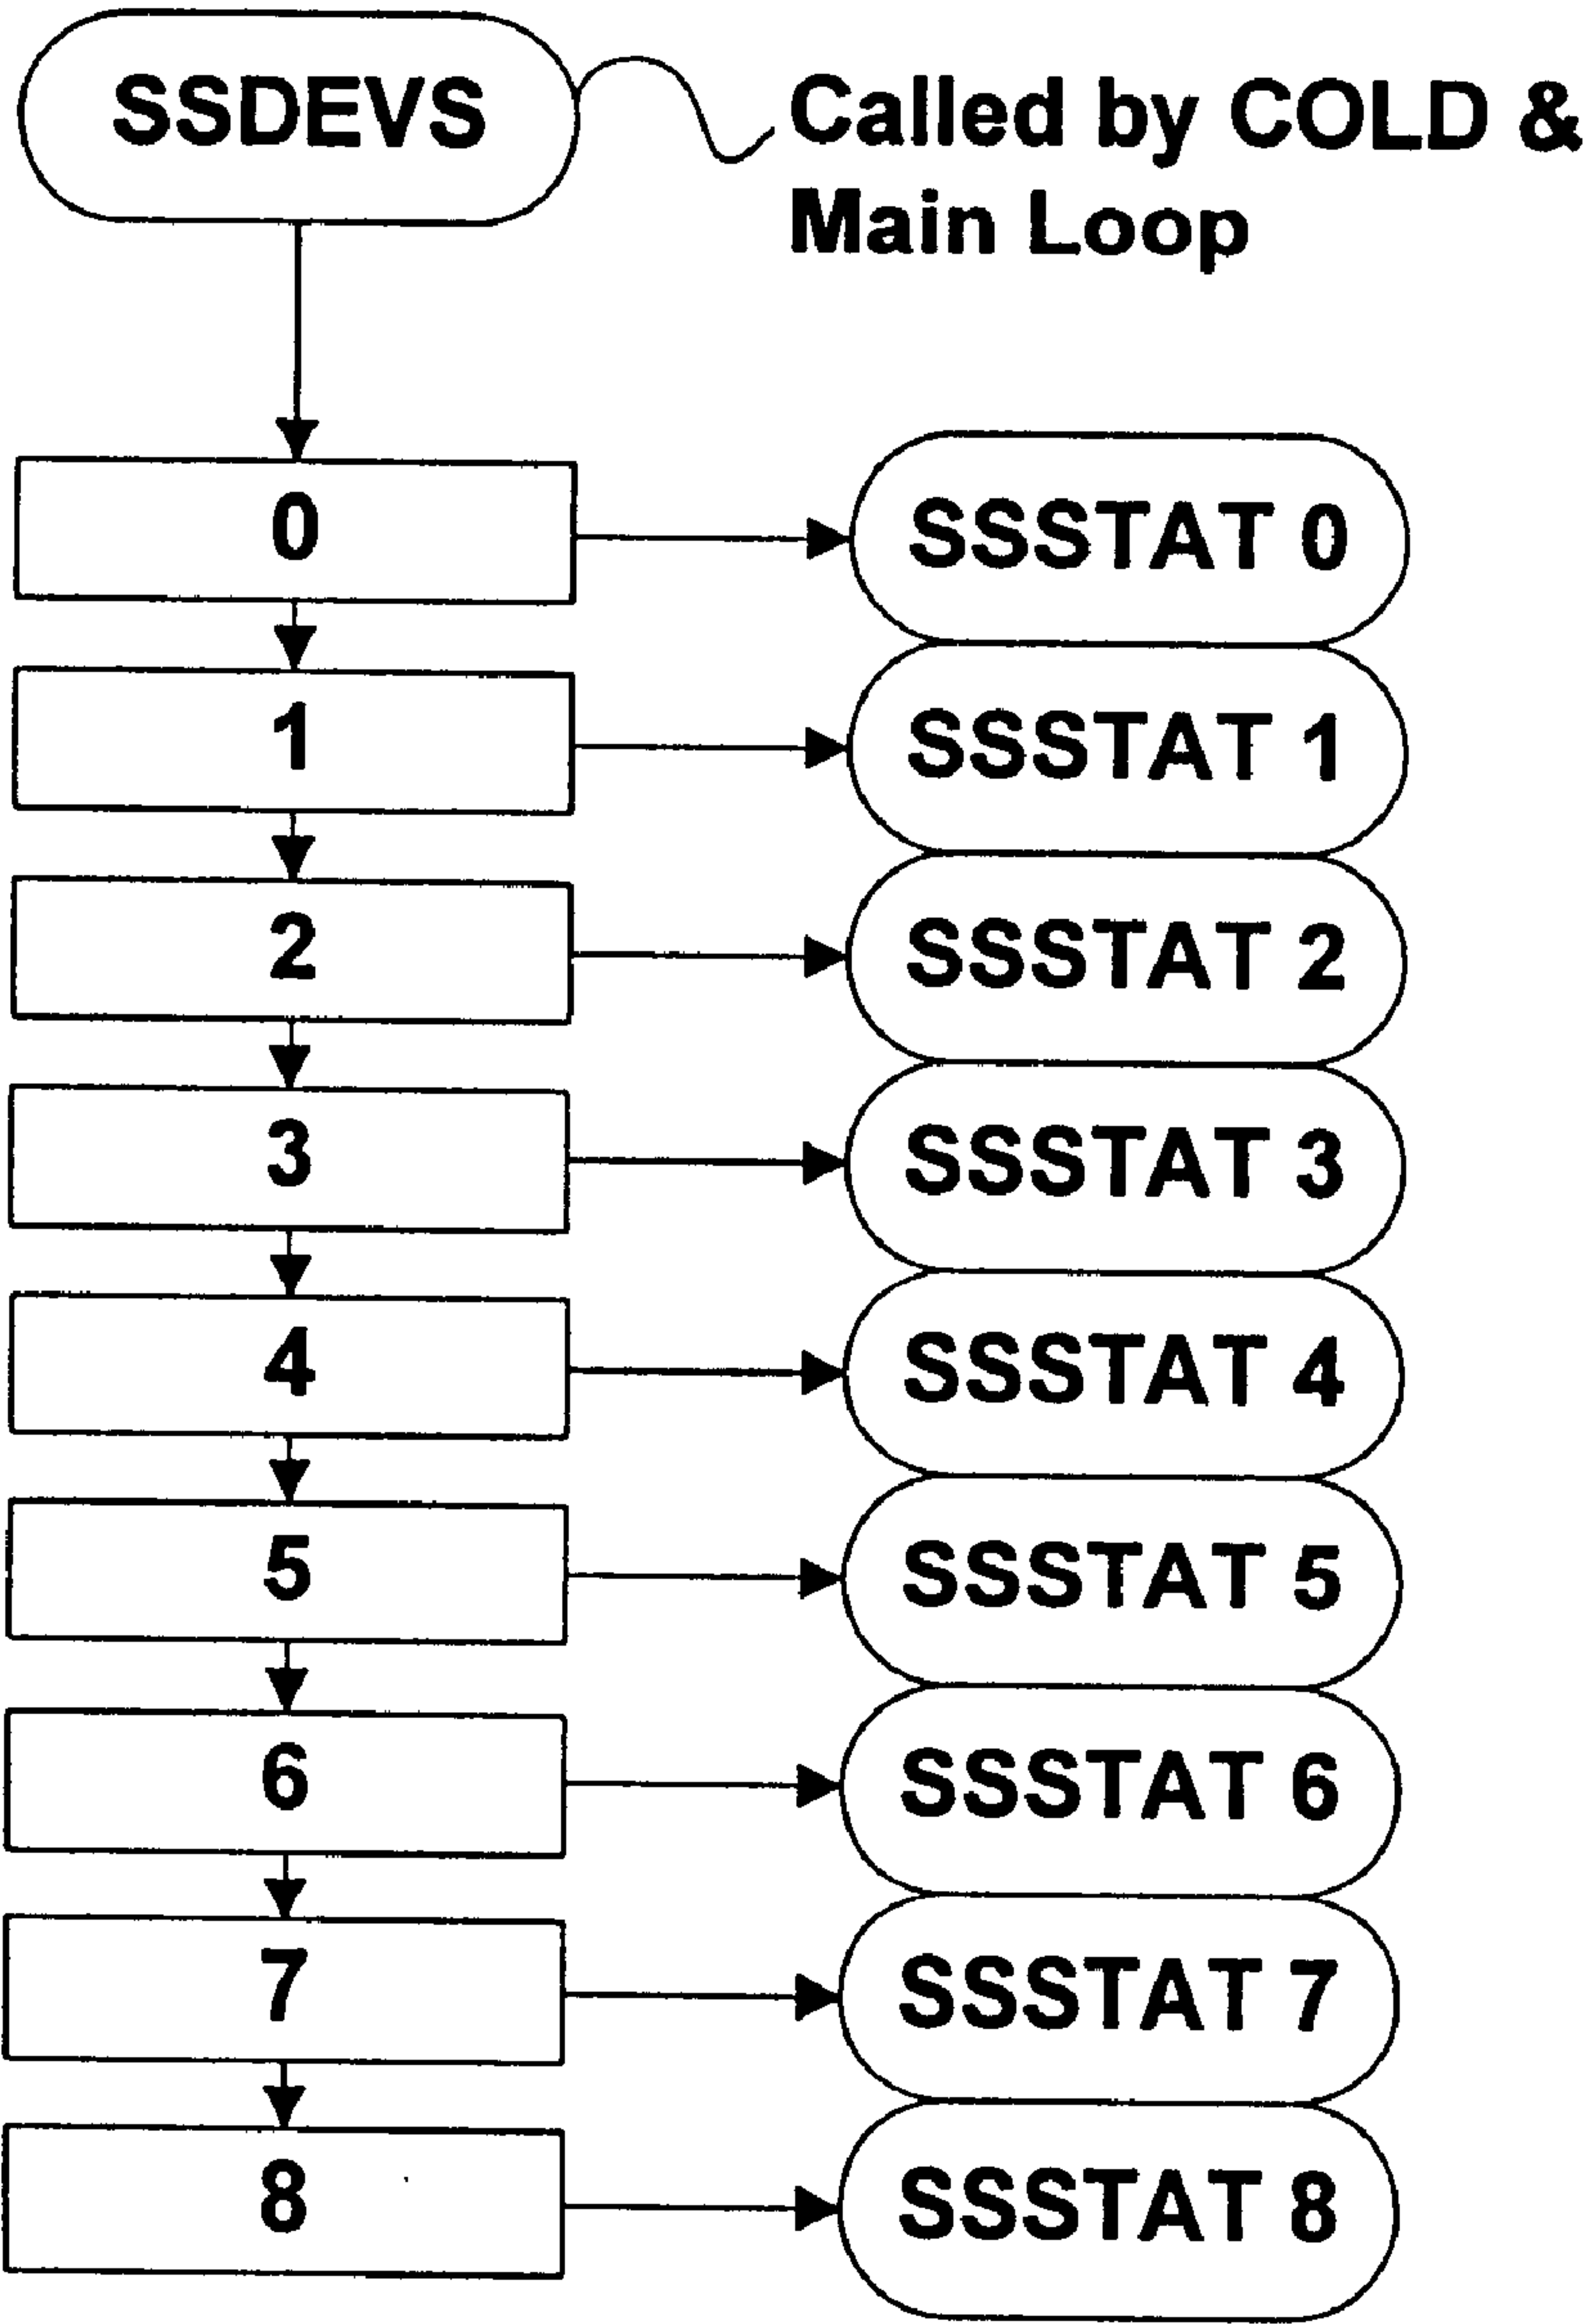 SSDEVS
Called by COLD &
Main Loop
0
SSSTAT 0
1
SSSTAT 1
2
SSSTAT 2
3
SSSTAT 3
4
SSSTAT 4
5
SSSTAT 5
6
SSSTAT 6
7
SSSTAT 7
8
SSSTAT 8